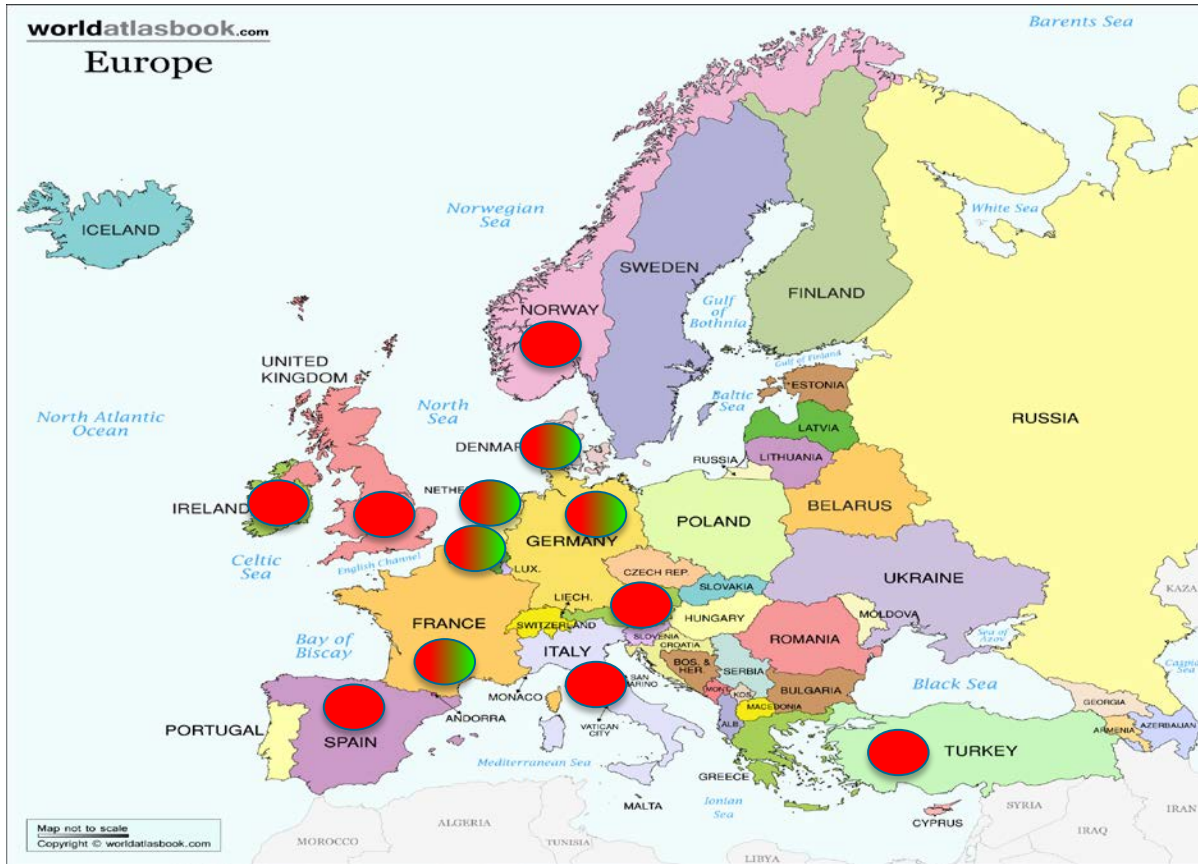 worldatlasbook.com
Europe
Barents Sea
ICELAND
Norwegian
Sea
White Sea
SWEDEN
FINLAND
NORWAY
Gulf
of
Bothnia
UNITED
KINGDOM
Gulf of Finland
ESTONIA
North Atlantic
Ocean
North
Sea
Baltic
Sea
RUSSIA
LATVIA
DENMAR
RUSSIA
LITHUANIA
NETHE
IRELAND
BELARUS
POLAND
GERMANY
Celtic
Sea
English Channel
LUX.
CZECH REP.
UKRAINE
SLOVAKIA
KAZA
LIECH.
FRANCE
SWITZERLAND
HUNGARY
MOLDOVA
Bay of
Biscay
SLOVENIA
CROATIA
ROMANIA
Sea of
Azov
ITALY
BOS. &
HER.
SERBIA
SAN
MARINO
Caspia
Sea
MONACO
MONT.
KOS.
BULGARIA
Black Sea
GEORGIA
ANDORRA
VATICAN
CITY
MACEDONIA
ALB.
PORTUGAL
SPAIN
ARMENIA
AZERBAIJAN
TURKEY
Mediterranean Sea
GREECE
MALTA
Ionian
Sea
CYPRUS
SYRIA
IRAN
Map not to scale
Copyright © worldatlasbook.com
MOROCCO
ALGERIA
TUNISIA
LIBYA
IRAQ